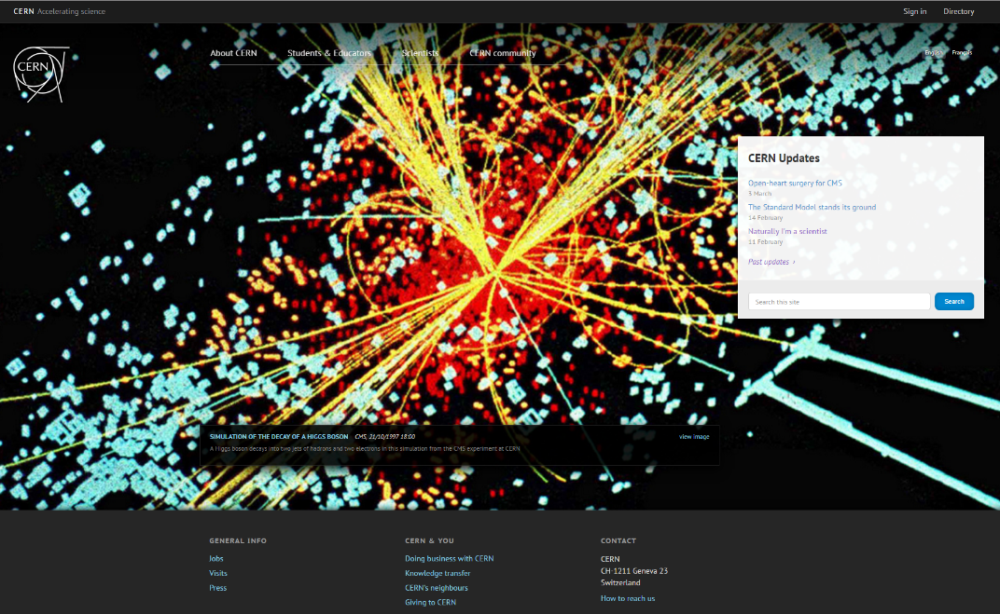 CERN Accelerating science
Sign in Directory
CERN
About CERN Students & Educators Scientists CERN community
English Français
CERN Updates
Open-heart surgery for CMS
5 March
The Standard Model stands its ground
14 February
Naturally I'm a scientist
11 February
Past updates ›
Search this site Search
SIMULATION OF THE DECAY OF A HIGGS BOSON CMS, 21/10/1997 18:00 view image
A Higgs boson decays into two jets of hadrons and two electrons in this simulation from the CMS experiment at CERN
GENERAL INFO
Jobs
Visits
Press
CERN & YOU
Doing business with CERN
Knowledge transfer
CERN's neighbours
Giving to CERN
CONTACT
CERN
CH-1211 Geneva 23
Switzerland
How to reach us